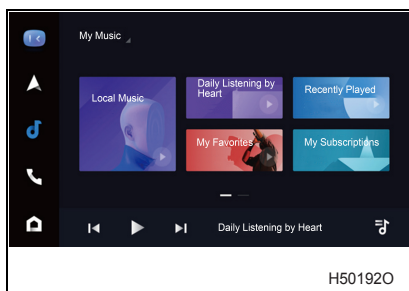 My Music
Local Music
Daily Listening by
Heart
Recently Played
My Favorites
My Subscriptions
Daily Listening by Heart
H50192O